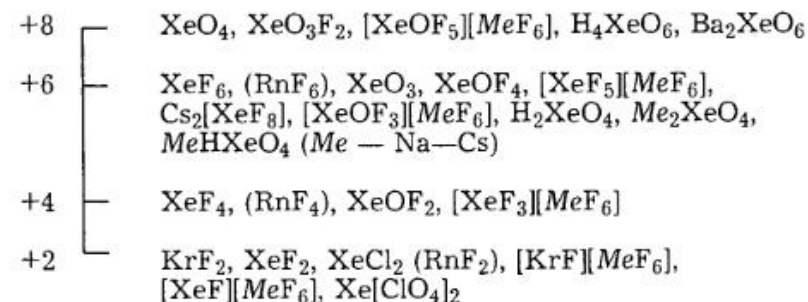 +8 XeO₄, XeO₃F₂, [XeOF₅][MeF₆], H₄XeO₆, Ba₂XeO₆
+6 XeF₆, (RnF₆), XeO₃, XeOF₄, [XeF₅][MeF₆],
Cs₂[XeF₈], [XeOF₃][MeF₆], H₂XeO₄, Me₂XeO₄,
MeHXeO₄ (Me — Na—Cs)
+4 XeF₄, (RnF₄), XeOF₂, [XeF₃][MeF₆]
+2 KrF₂, XeF₂, XeCl₂ (RnF₂), [KrF][MeF₆],
[XeF][MeF₆], Xe[ClO₄]₂